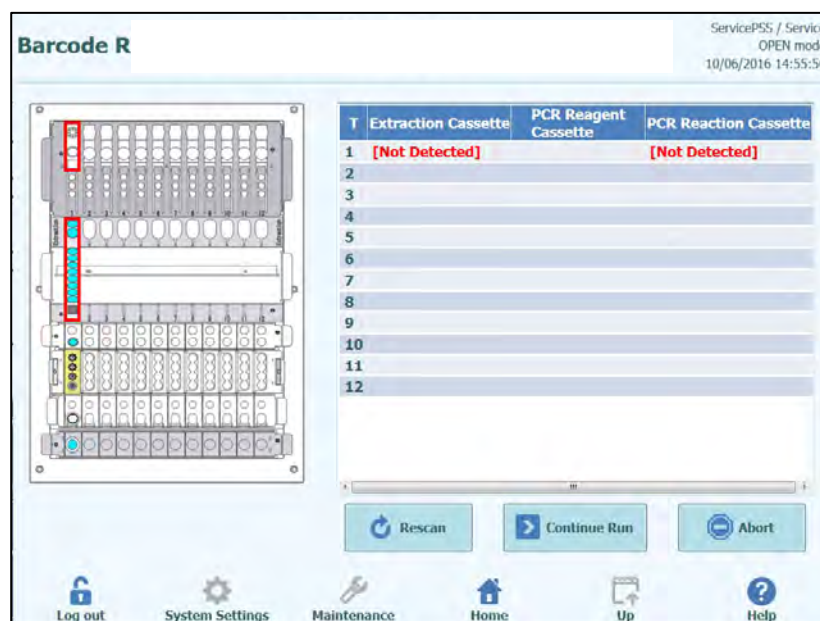 Barcode R
ServicePSS / Servic
OPEN mod
10/06/2016 14:55:5
T Extraction Cassette PCR Reagent Cassette PCR Reaction Cassette
1 [Not Detected] [Not Detected]
2
3
4
5
6
7
8
9
10
11
12
Rescan Continue Run Abort
Log out System Settings Maintenance Home Up Help